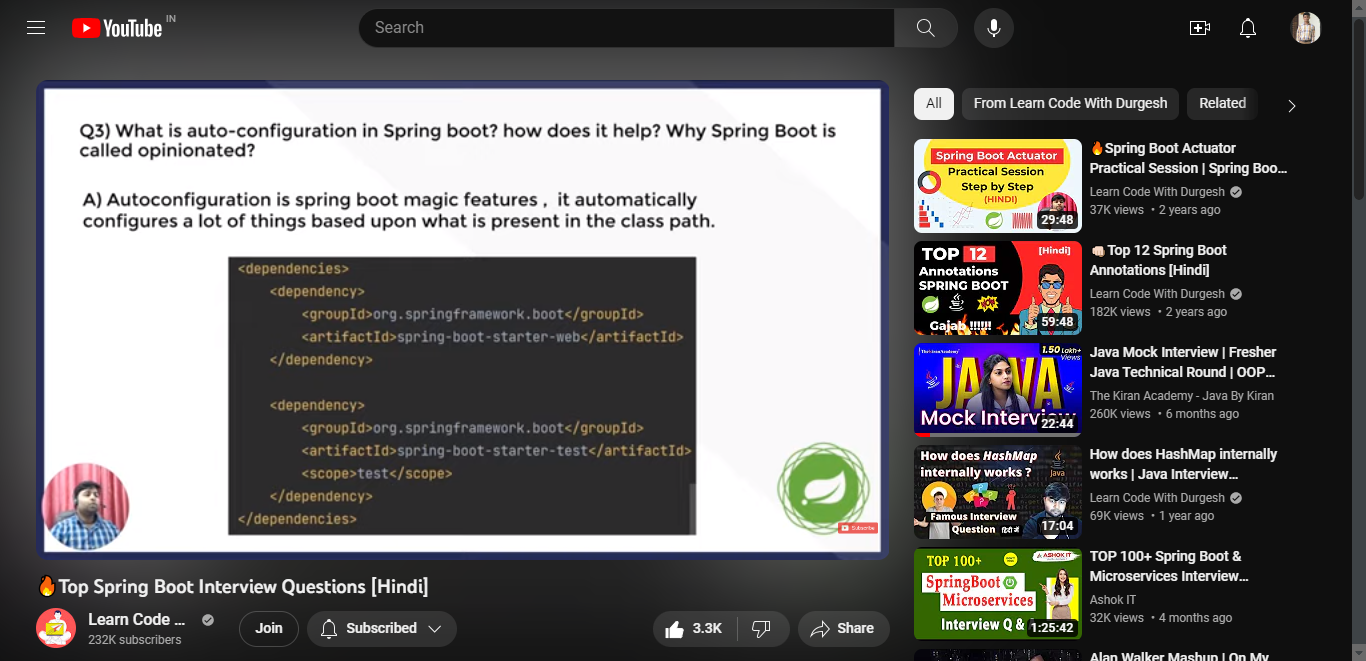 YouTube IN
Search
Q3) What is auto-configuration in Spring boot? how does it help? Why Spring Boot is
called opinionated?
A) Autoconfiguration is spring boot magic features , it automatically
configures a lot of things based upon what is present in the class path.
<dependencies>
<dependency>
<groupId>org.springframework.boot</groupId>
<artifactId>spring-boot-starter-web</artifactId>
</dependency>
<dependency>
<groupId>org.springframework.boot</groupId>
<artifactId>spring-boot-starter-test</artifactId>
<scope>test</scope>
</dependency>
</dependencies>
Subscribe
🔥Top Spring Boot Interview Questions [Hindi]
Learn Code ...
232K subscribers
Join
Subscribed
3.3K
Share
All
From Learn Code With Durgesh
Related
Spring Boot Actuator
Practical Session
Step by Step
(HINDI)
29:48
🔥Spring Boot Actuator
Practical Session | Spring Boo...
Learn Code With Durgesh
37K views • 2 years ago
TOP 12
[Hindi]
Annotations
SPRING BOOT
Gajab !!!!!!
59:48
👊🏻Top 12 Spring Boot
Annotations [Hindi]
Learn Code With Durgesh
182K views • 2 years ago
1.50 Lakh+
Views
JAVA
Mock Interview
22:44
Java Mock Interview | Fresher
Java Technical Round | OOP...
The Kiran Academy - Java By Kiran
260K views • 6 months ago
How does HashMap
internally works ?
Java
Famous Interview
Question
17:04
How does HashMap internally
works | Java Interview...
Learn Code With Durgesh
69K views • 1 year ago
TOP 100+
ASHOK IT
SpringBoot
Microservices
Interview Q &
1:25:42
TOP 100+ Spring Boot &
Microservices Interview...
Ashok IT
32K views • 4 months ago
Alan Walker Mashup | On My